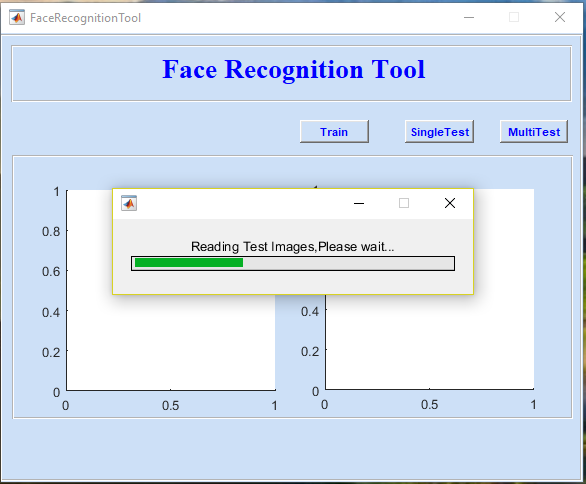 FaceRecognitionTool
Face Recognition Tool
Train SingleTest MultiTest
Reading Test Images,Please wait...
1
0.8
0.6
0.4
0.2
0
0 0.5 1
0.4
0.2
0
0 0.5 1